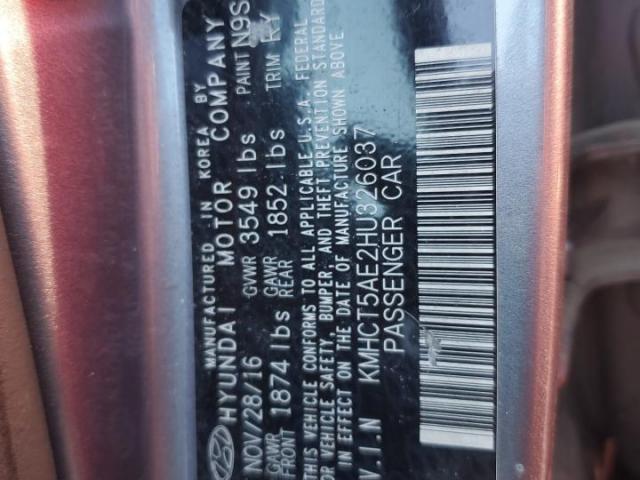 MANUFACTURED IN KOREA BY
HYUNDAI MOTOR COMPANY
NOV/28/16 GVWR 3549 lbs PAINT N9S
GAWR FRONT 1874 lbs GAWR REAR 1852 lbs TRIM RY
THIS VEHICLE CONFORMS TO ALL APPLICABLE U.S.A. FEDERAL
VEHICLE SAFETY, BUMPER, AND THEFT PREVENTION STANDARD
IN EFFECT ON THE DATE OF MANUFACTURE SHOWN ABOVE.
V.I.N KMHCT5AE2HU326037
PASSENGER CAR